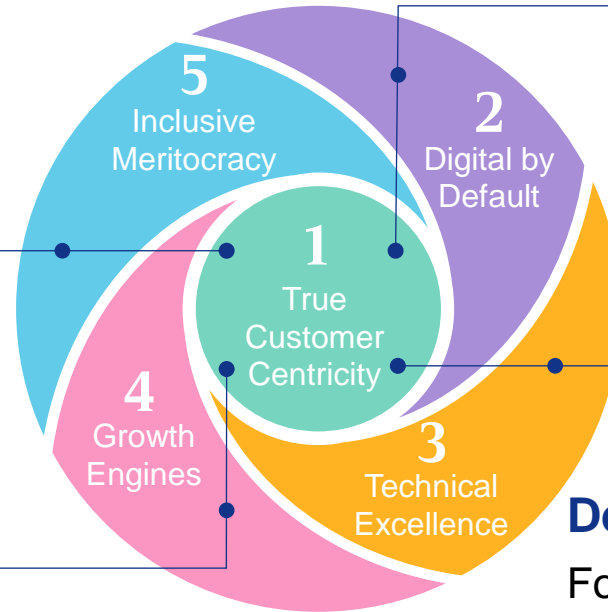 5
Inclusive
Meritocracy
2
Digital by
Default
1
True
Customer
Centricity
4
Growth
Engines
3
Technical
Excellence